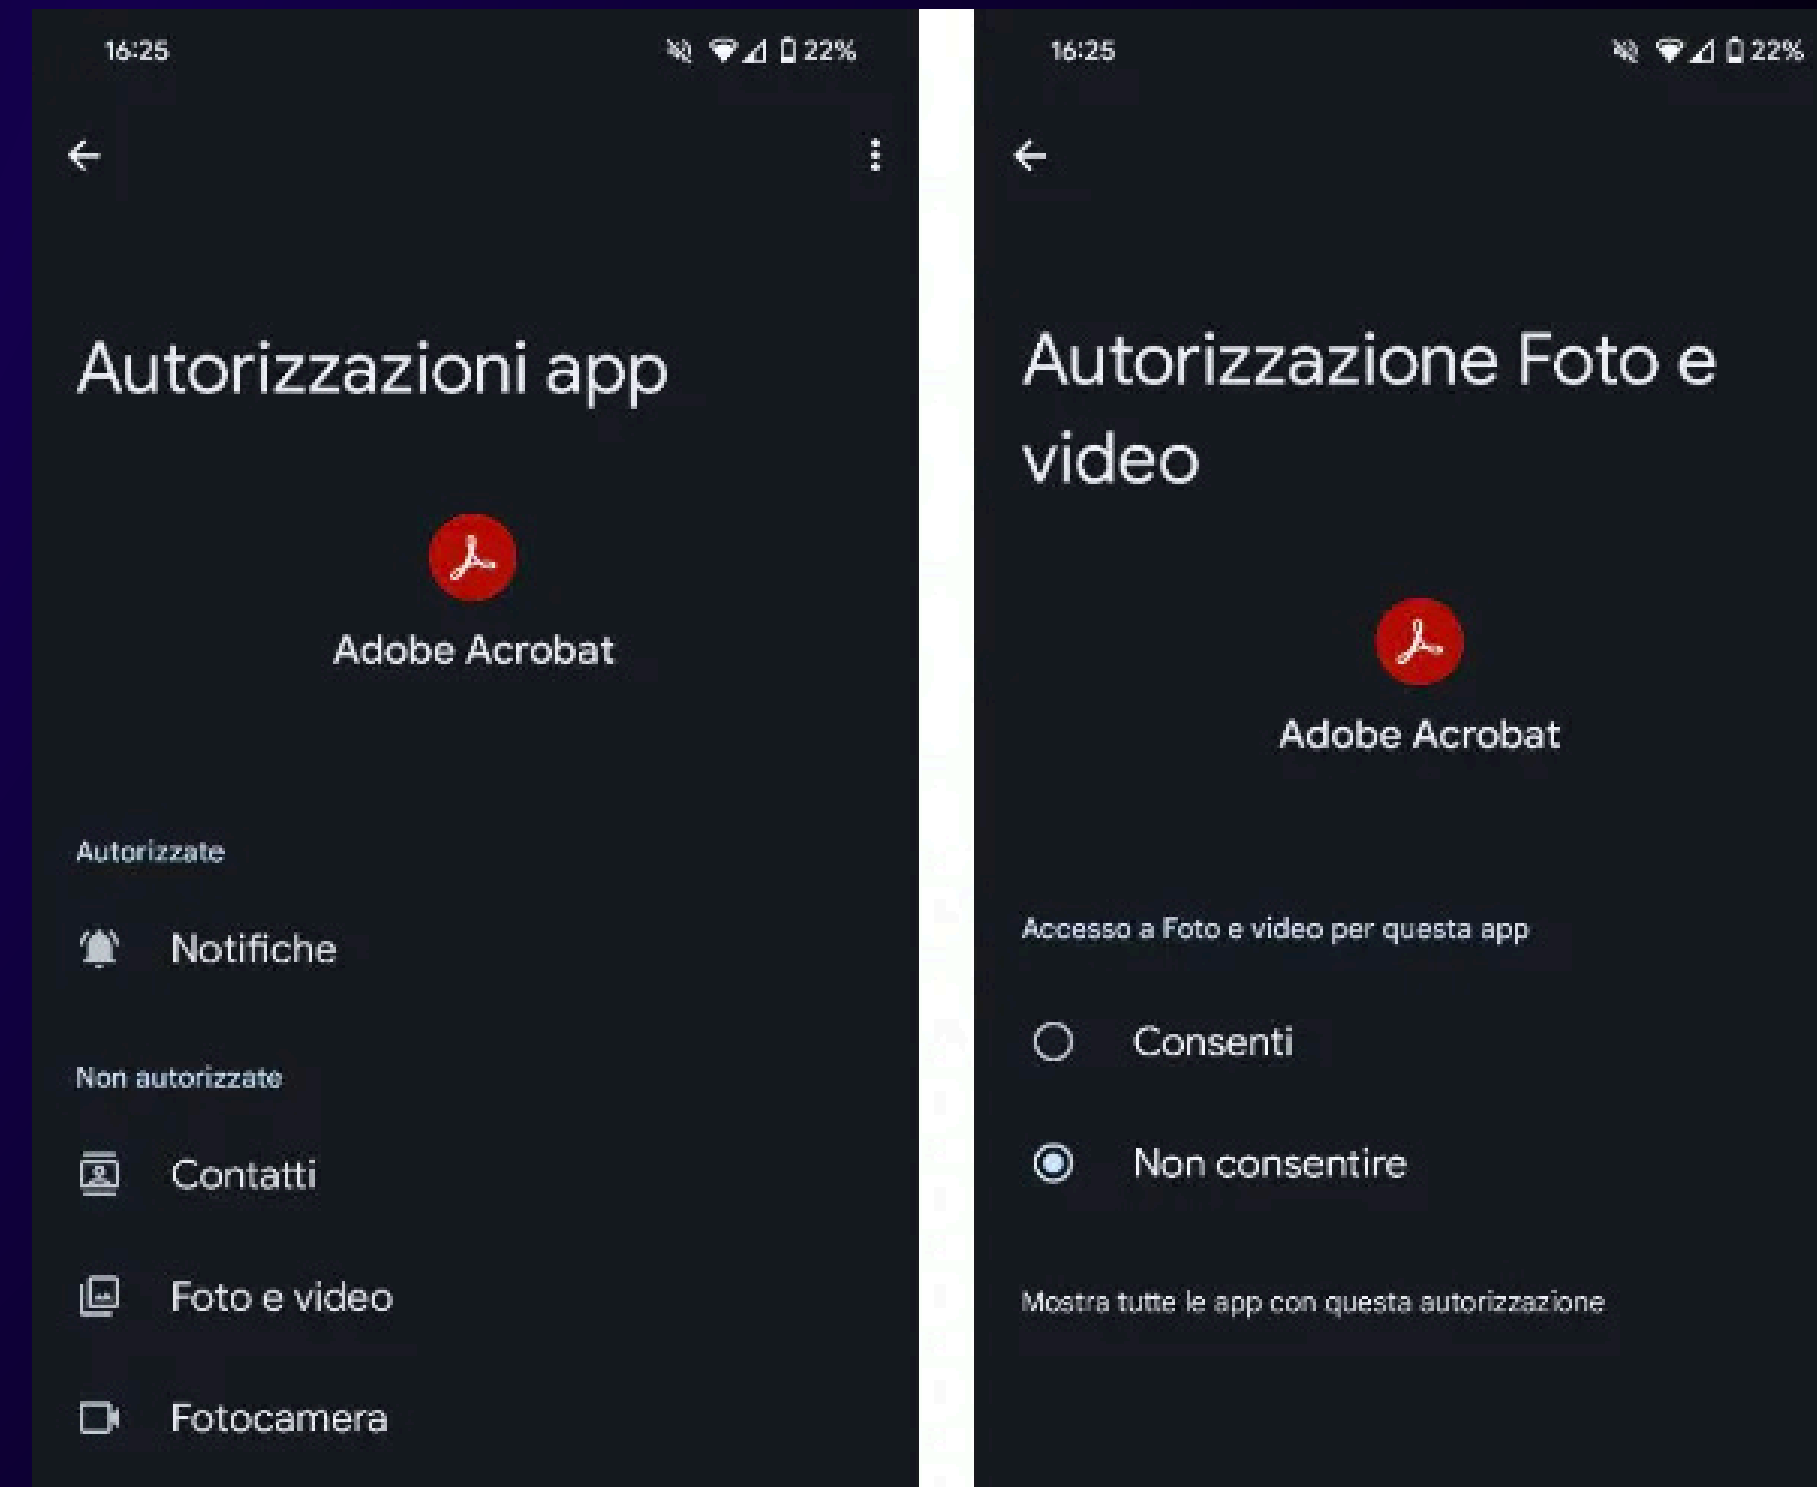 16:25
22%
Autorizzazioni app
Adobe Acrobat
Autorizzate
Notifiche
Non autorizzate
Contatti
Foto e video
Fotocamera
16:25
22%
Autorizzazione Foto e
video
Adobe Acrobat
Accesso a Foto e video per questa app
Consenti
Non consentire
Mostra tutte le app con questa autorizzazione